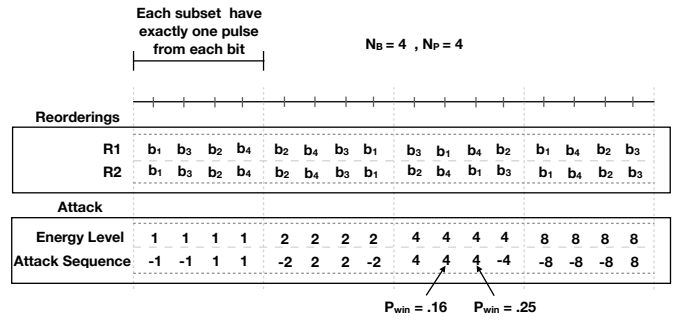 Each subset have
exactly one pulse
from each bit
N_B = 4 , N_P = 4
Reorderings
R1 b₁ b₃ b₂ b₄ b₂ b₄ b₃ b₁ b₃ b₁ b₄ b₂ b₁ b₄ b₂ b₃
R2 b₁ b₃ b₂ b₄ b₂ b₄ b₃ b₁ b₂ b₄ b₁ b₃ b₁ b₄ b₂ b₃
Attack
Energy Level 1 1 1 1 2 2 2 2 4 4 4 4 8 8 8 8
Attack Sequence -1 -1 1 1 -2 2 2 -2 4 4 4 -4 -8 -8 -8 8
P_win = .16 P_win = .25